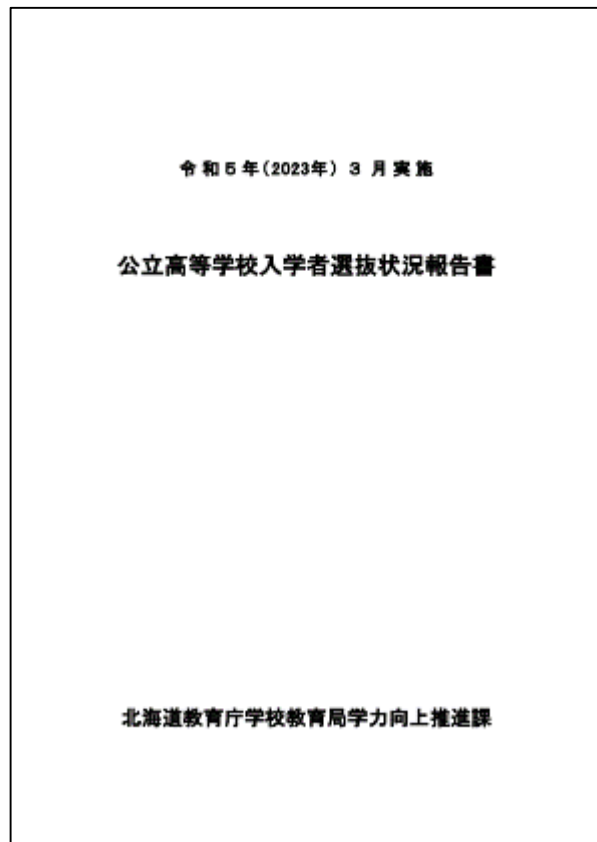 令和５年(2023年) ３月実施
公立高等学校入学者選抜状況報告書
北海道教育庁学校教育局学力向上推進課